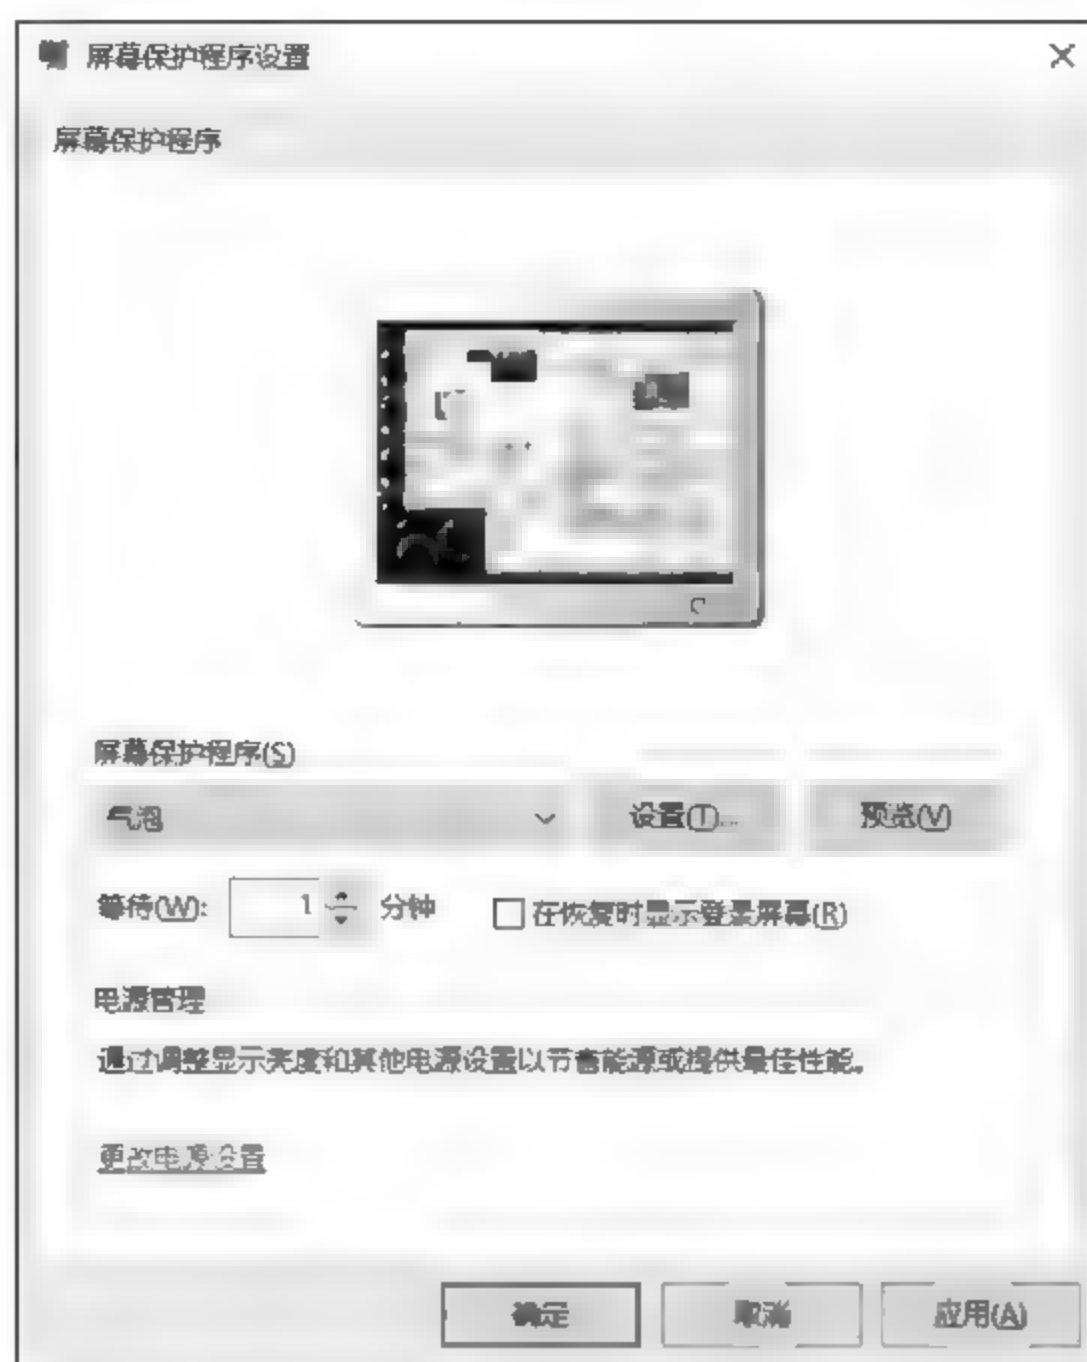 屏幕保护程序设置
屏幕保护程序
屏幕保护程序(S)
气泡 设置(T)... 预览(V)
等待(W): 1 分钟 在恢复时显示登录屏幕(R)
电源管理
通过调整显示亮度和其他电源设置以节省能源或提供最佳性能。
更改电源设置
确定 取消 应用(A)